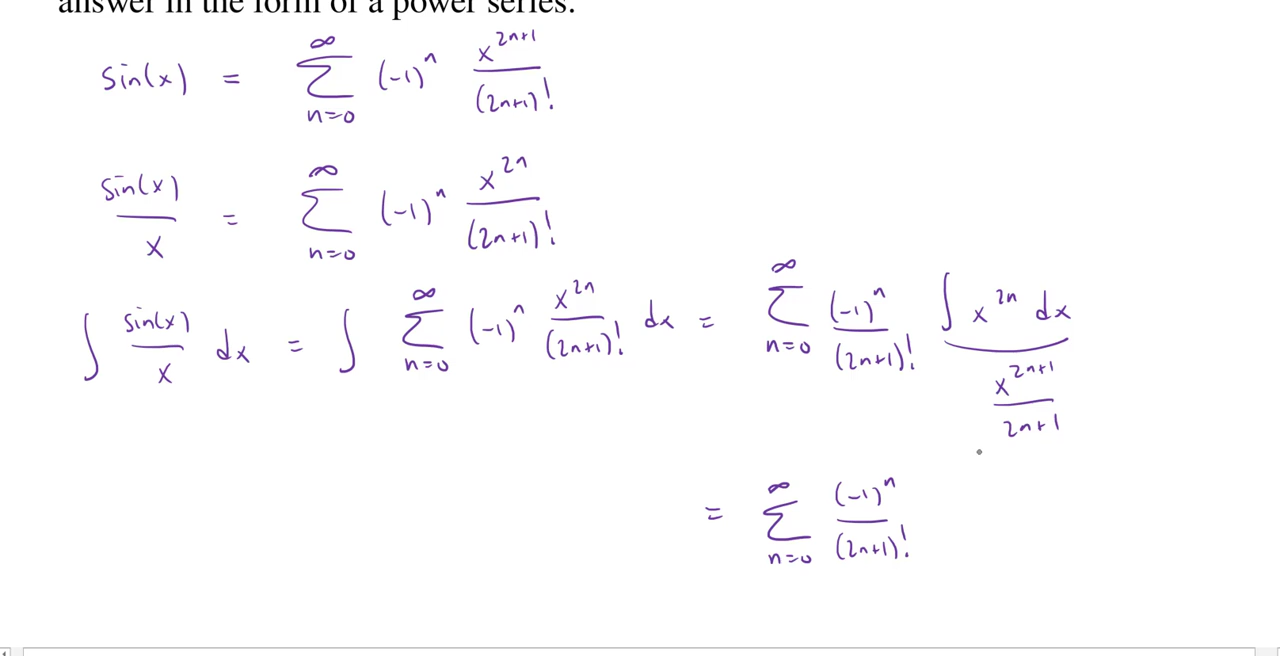 answer in the form of a power series.
sin(x) = ∑_{n=0}^{∞} (-1)^n x^{2n+1}/(2n+1)!
sin(x)/x = ∑_{n=0}^{∞} (-1)^n x^{2n}/(2n+1)!
∫ sin(x)/x dx = ∫ ∑_{n=0}^{∞} (-1)^n x^{2n}/(2n+1)! dx = ∑_{n=0}^{∞} (-1)^n/(2n+1)! ∫ x^{2n} dx
x^{2n+1}/2n+1
= ∑_{n=0}^{∞} (-1)^n/(2n+1)!